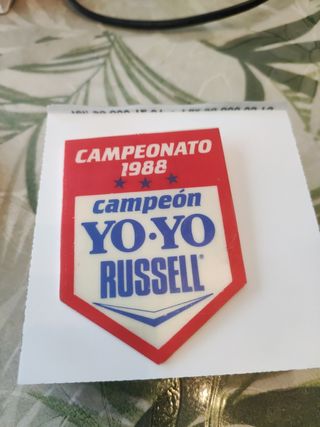 CAMPEONATO
1988
campeón
YO·YO
RUSSELL